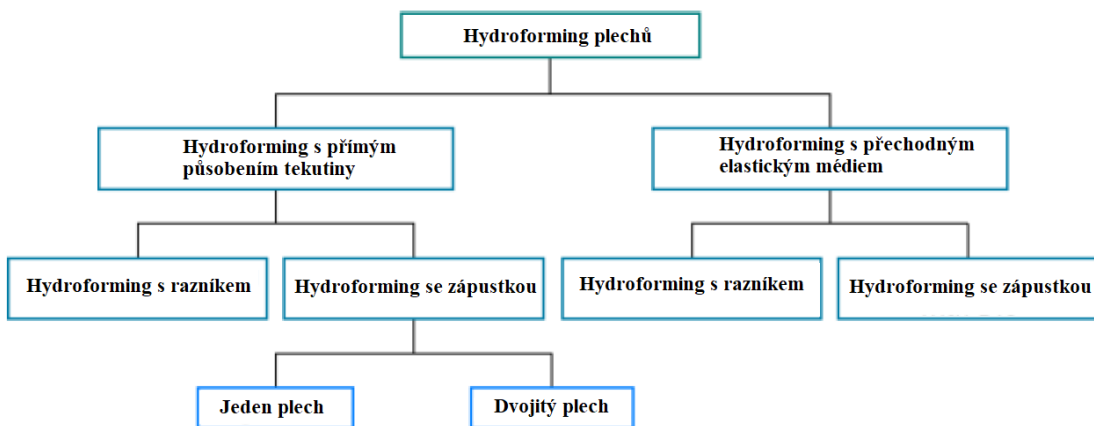 Hydroforming plechů
Hydroforming s přímým
působením tekutiny
Hydroforming s přechodným
elastickým médiem
Hydroforming s razníkem
Hydroforming se zápustkou
Hydroforming s razníkem
Hydroforming se zápustkou
Jeden plech
Dvojitý plech